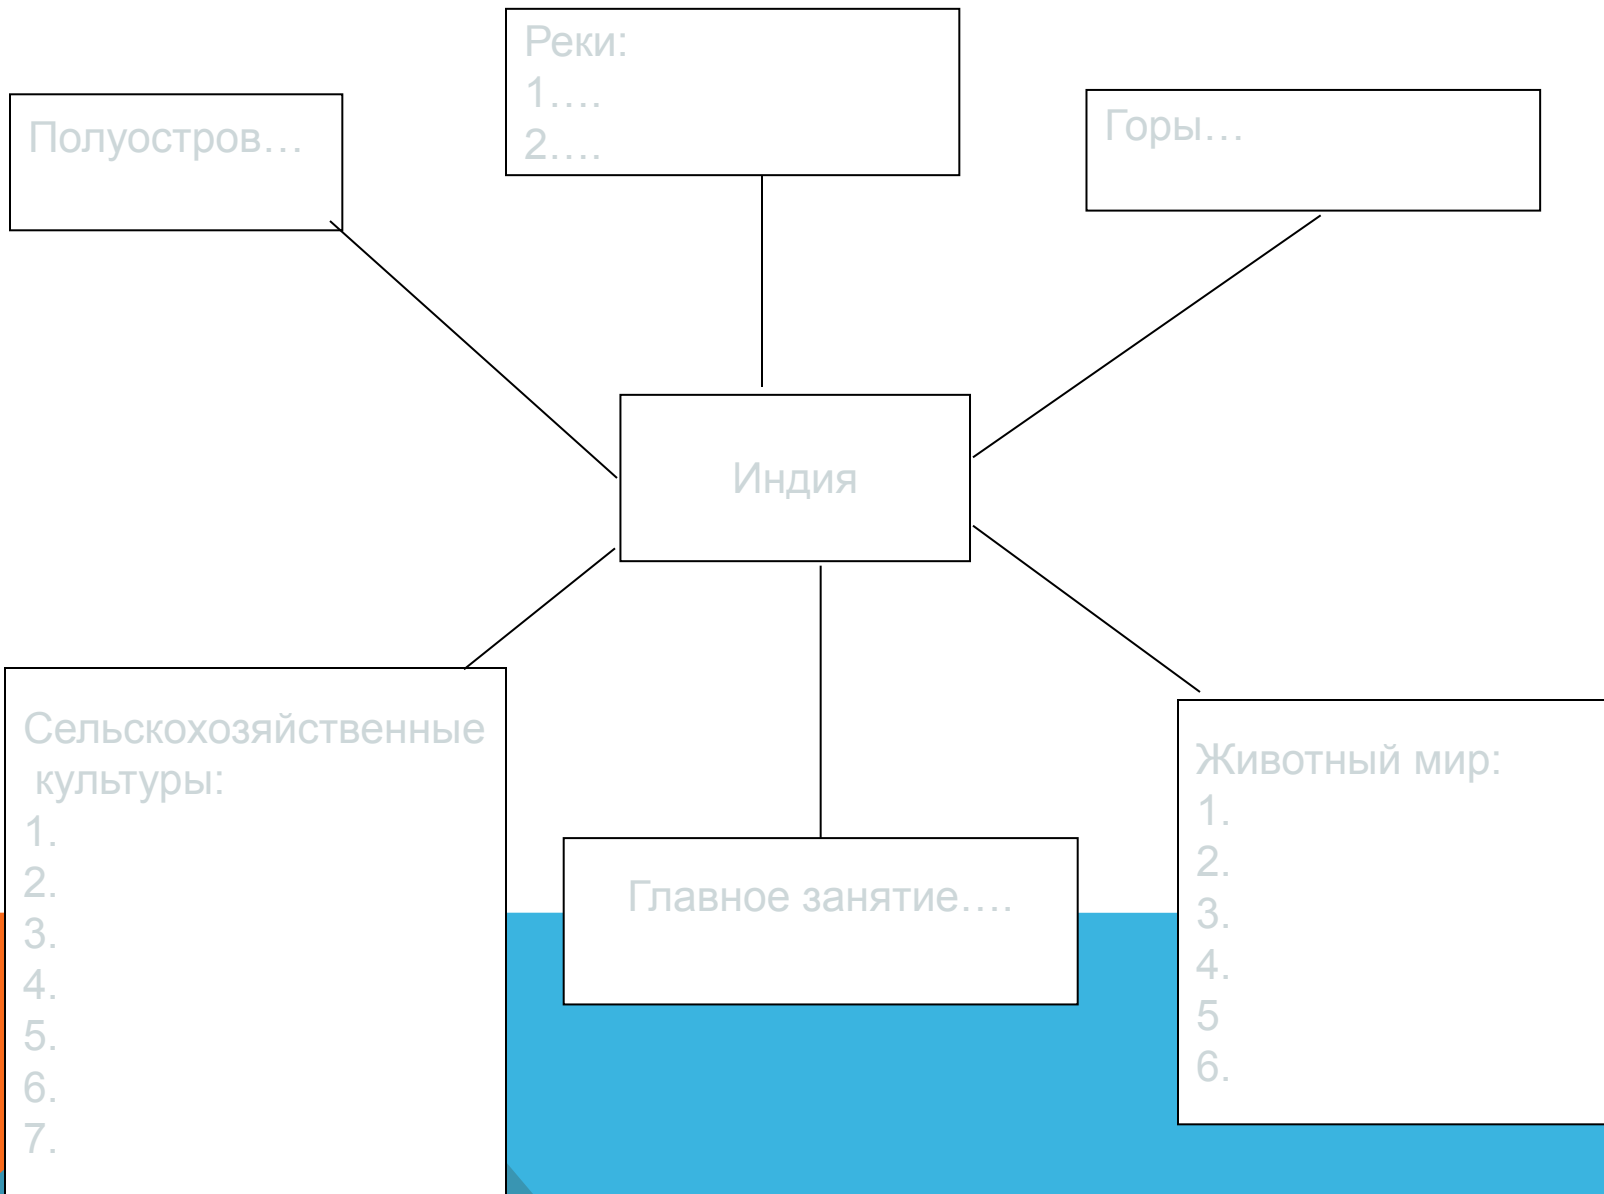 Реки:
1….
2….
Полуостров…
Горы…
Индия
Сельскохозяйственные
культуры:
1.
2.
3.
4.
5.
6.
7.
Главное занятие….
Животный мир:
1.
2.
3.
4.
5
6.